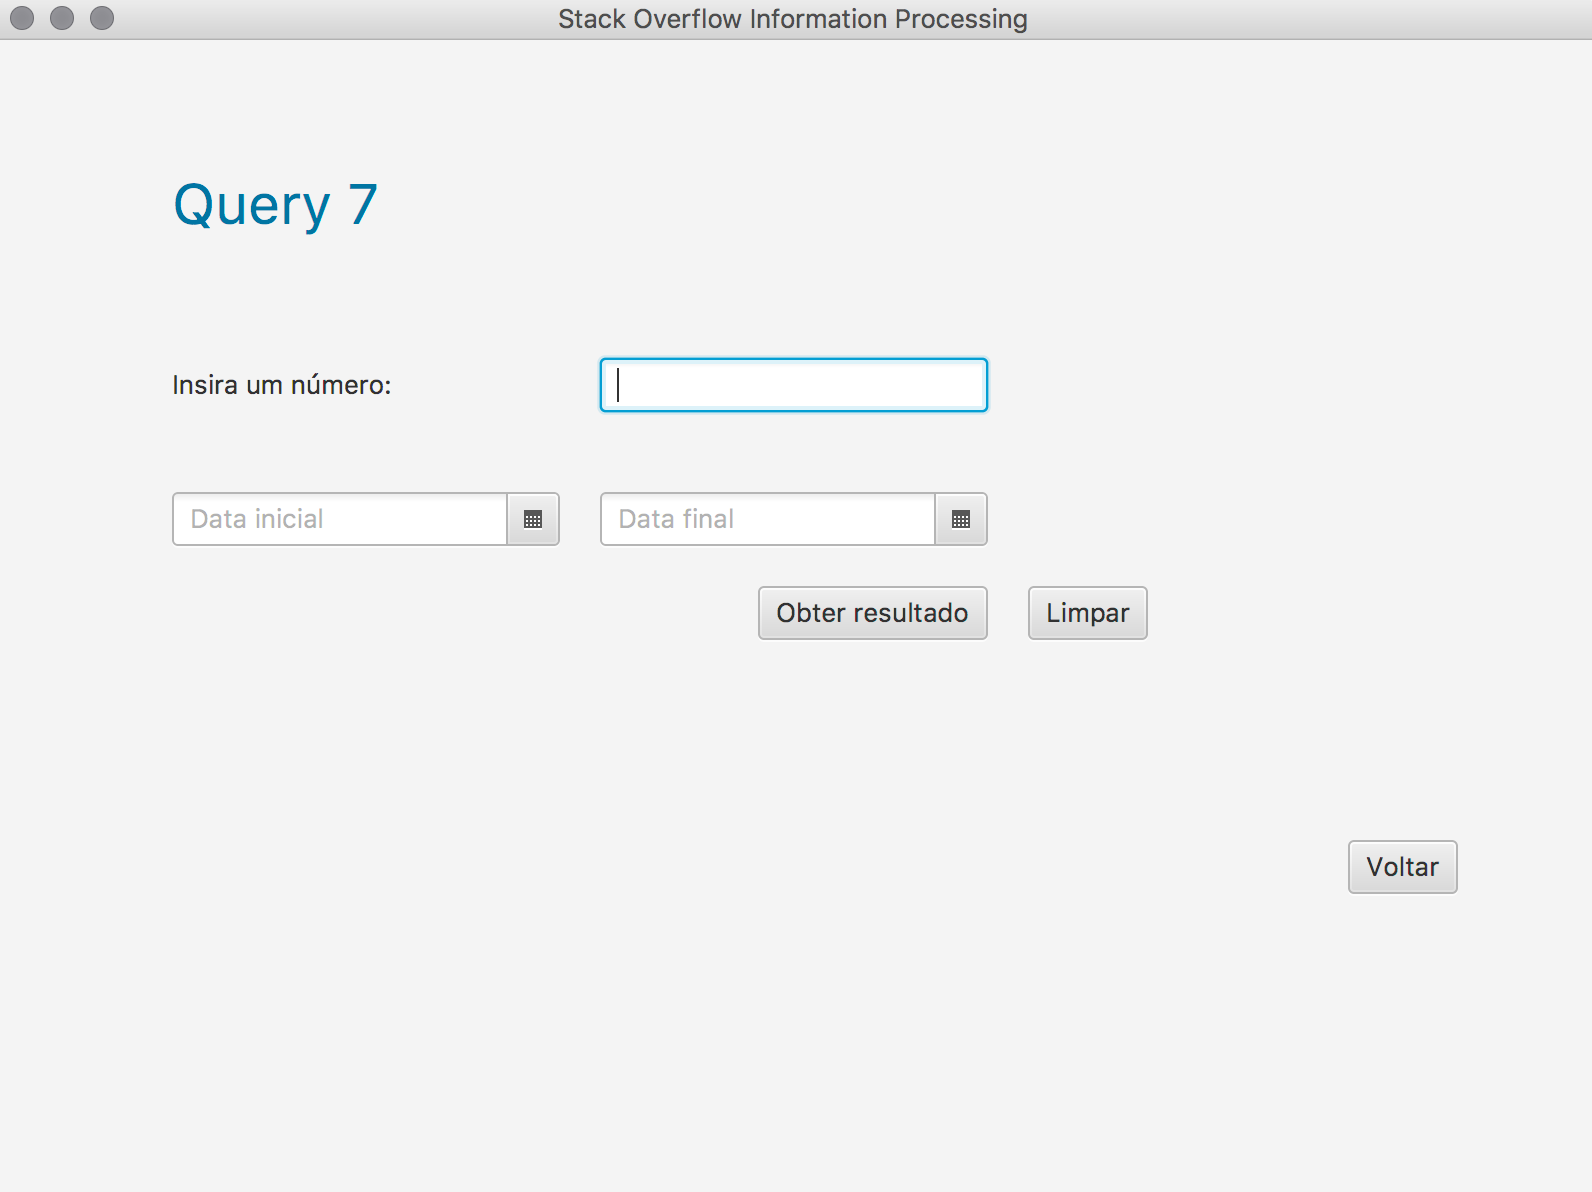 Stack Overflow Information Processing
Query 7
Insira um número:
Data inicial
Data final
Obter resultado
Limpar
Voltar